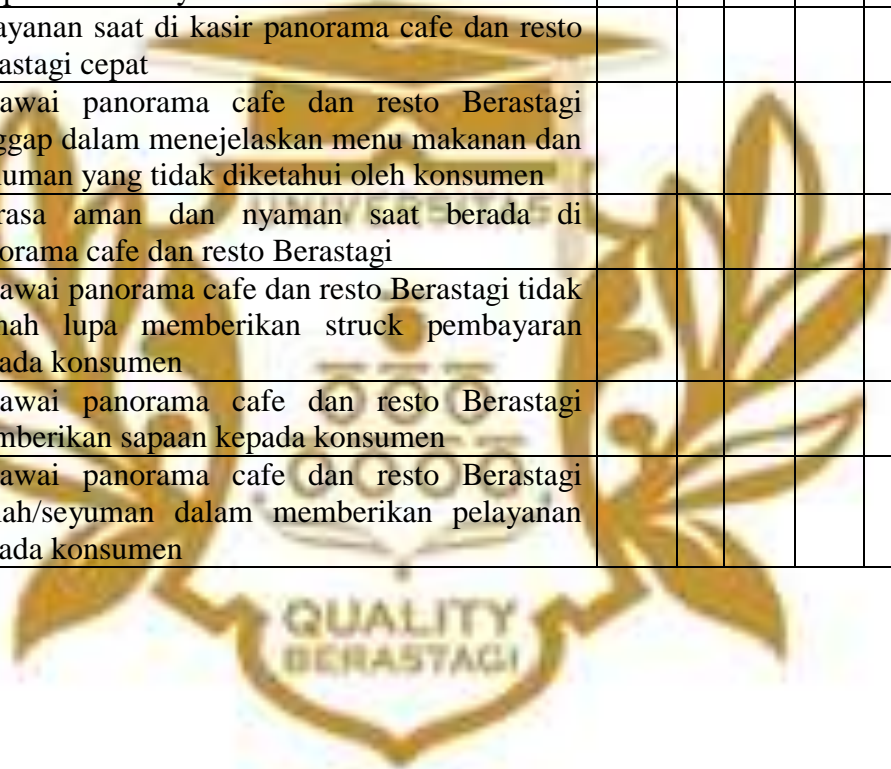 ayanan saat di kasir panorama cafe dan resto
astagi cepat
awai panorama cafe dan resto Berastagi
ggap dalam menejelaskan menu makanan dan
uman yang tidak diketahui oleh konsumen
rasa aman dan nyaman saat berada di
UNIVERSITAS
orama cafe dan resto Berastagi
awai panorama cafe dan resto Berastagi tidak
nah lupa memberikan struck pembayaran
ada konsumen
awai panorama cafe dan resto Berastagi
mberikan sapaan kepada konsumen
awai panorama cafe dan resto Berastagi
nah/seyuman dalam memberikan pelayanan
ada konsumen
QUALITY
BERASTAGI